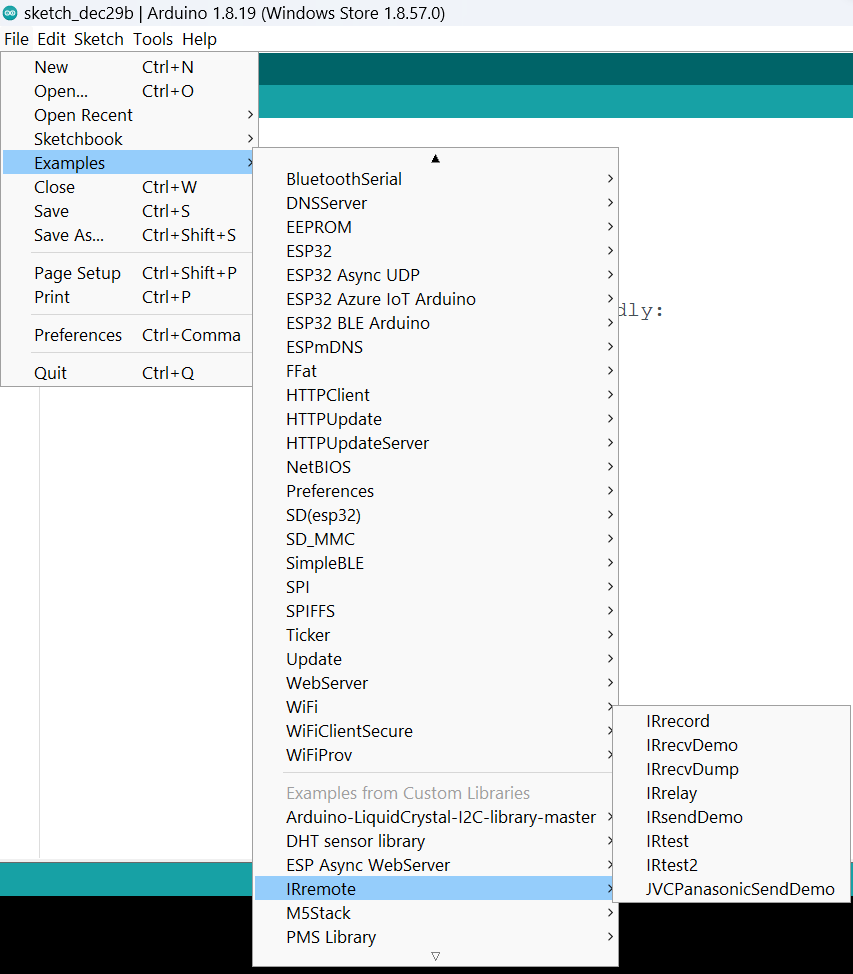 sketch_dec29b | Arduino 1.8.19 (Windows Store 1.8.57.0)
File Edit Sketch Tools Help
New Ctrl+N
Open... Ctrl+O
Open Recent
Sketchbook
Examples
Close Ctrl+W
Save Ctrl+S
Save As... Ctrl+Shift+S
Page Setup Ctrl+Shift+P
Print Ctrl+P
Preferences Ctrl+Comma
Quit Ctrl+Q
BluetoothSerial
DNSServer
EEPROM
ESP32
ESP32 Async UDP
ESP32 Azure IoT Arduino
ESP32 BLE Arduino
ESPmDNS
FFat
HTTPClient
HTTPUpdate
HTTPUpdateServer
NetBIOS
Preferences
SD(esp32)
SD_MMC
SimpleBLE
SPI
SPIFFS
Ticker
Update
WebServer
WiFi
WiFiClientSecure
WiFiProv
Examples from Custom Libraries
Arduino-LiquidCrystal-I2C-library-master
DHT sensor library
ESP Async WebServer
IRremote
M5Stack
PMS Library
dly:
IRrecord
IRrecvDemo
IRrecvDump
IRrelay
IRsendDemo
IRtest
IRtest2
JVCPanasonicSendDemo